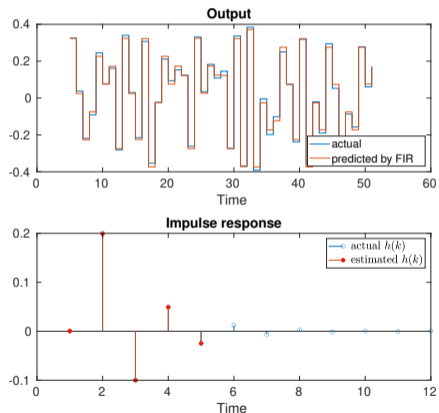 Output
0.4
0.2
0
-0.2
-0.4
actual
predicted by FIR
0 10 20 30 40 50 60
Time
Impulse response
0.2
0.1
0
-0.1
actual h(k)
estimated h(k)
0 2 4 6 8 10 12
Time